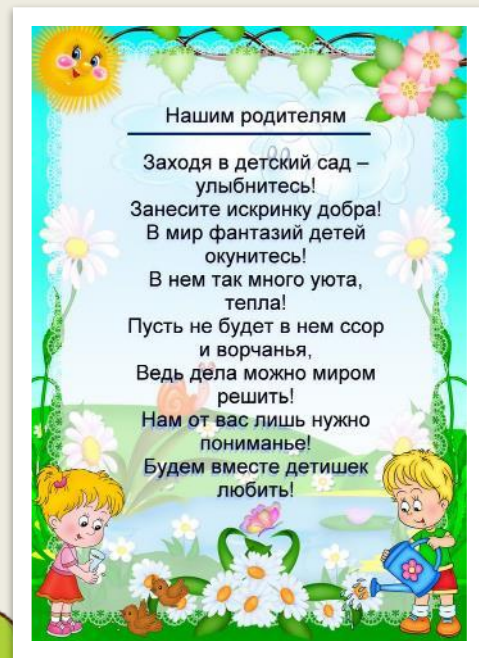 Нашим родителям
Заходя в детский сад –
улыбнитесь!
Занесите искринку добра!
В мир фантазий детей
окунитесь!
В нем так много уюта,
тепла!
Пусть не будет в нем ссор
и ворчанья,
Ведь дела можно миром
решить!
Нам от вас лишь нужно
пониманье!
Будем вместе детишек
любить!